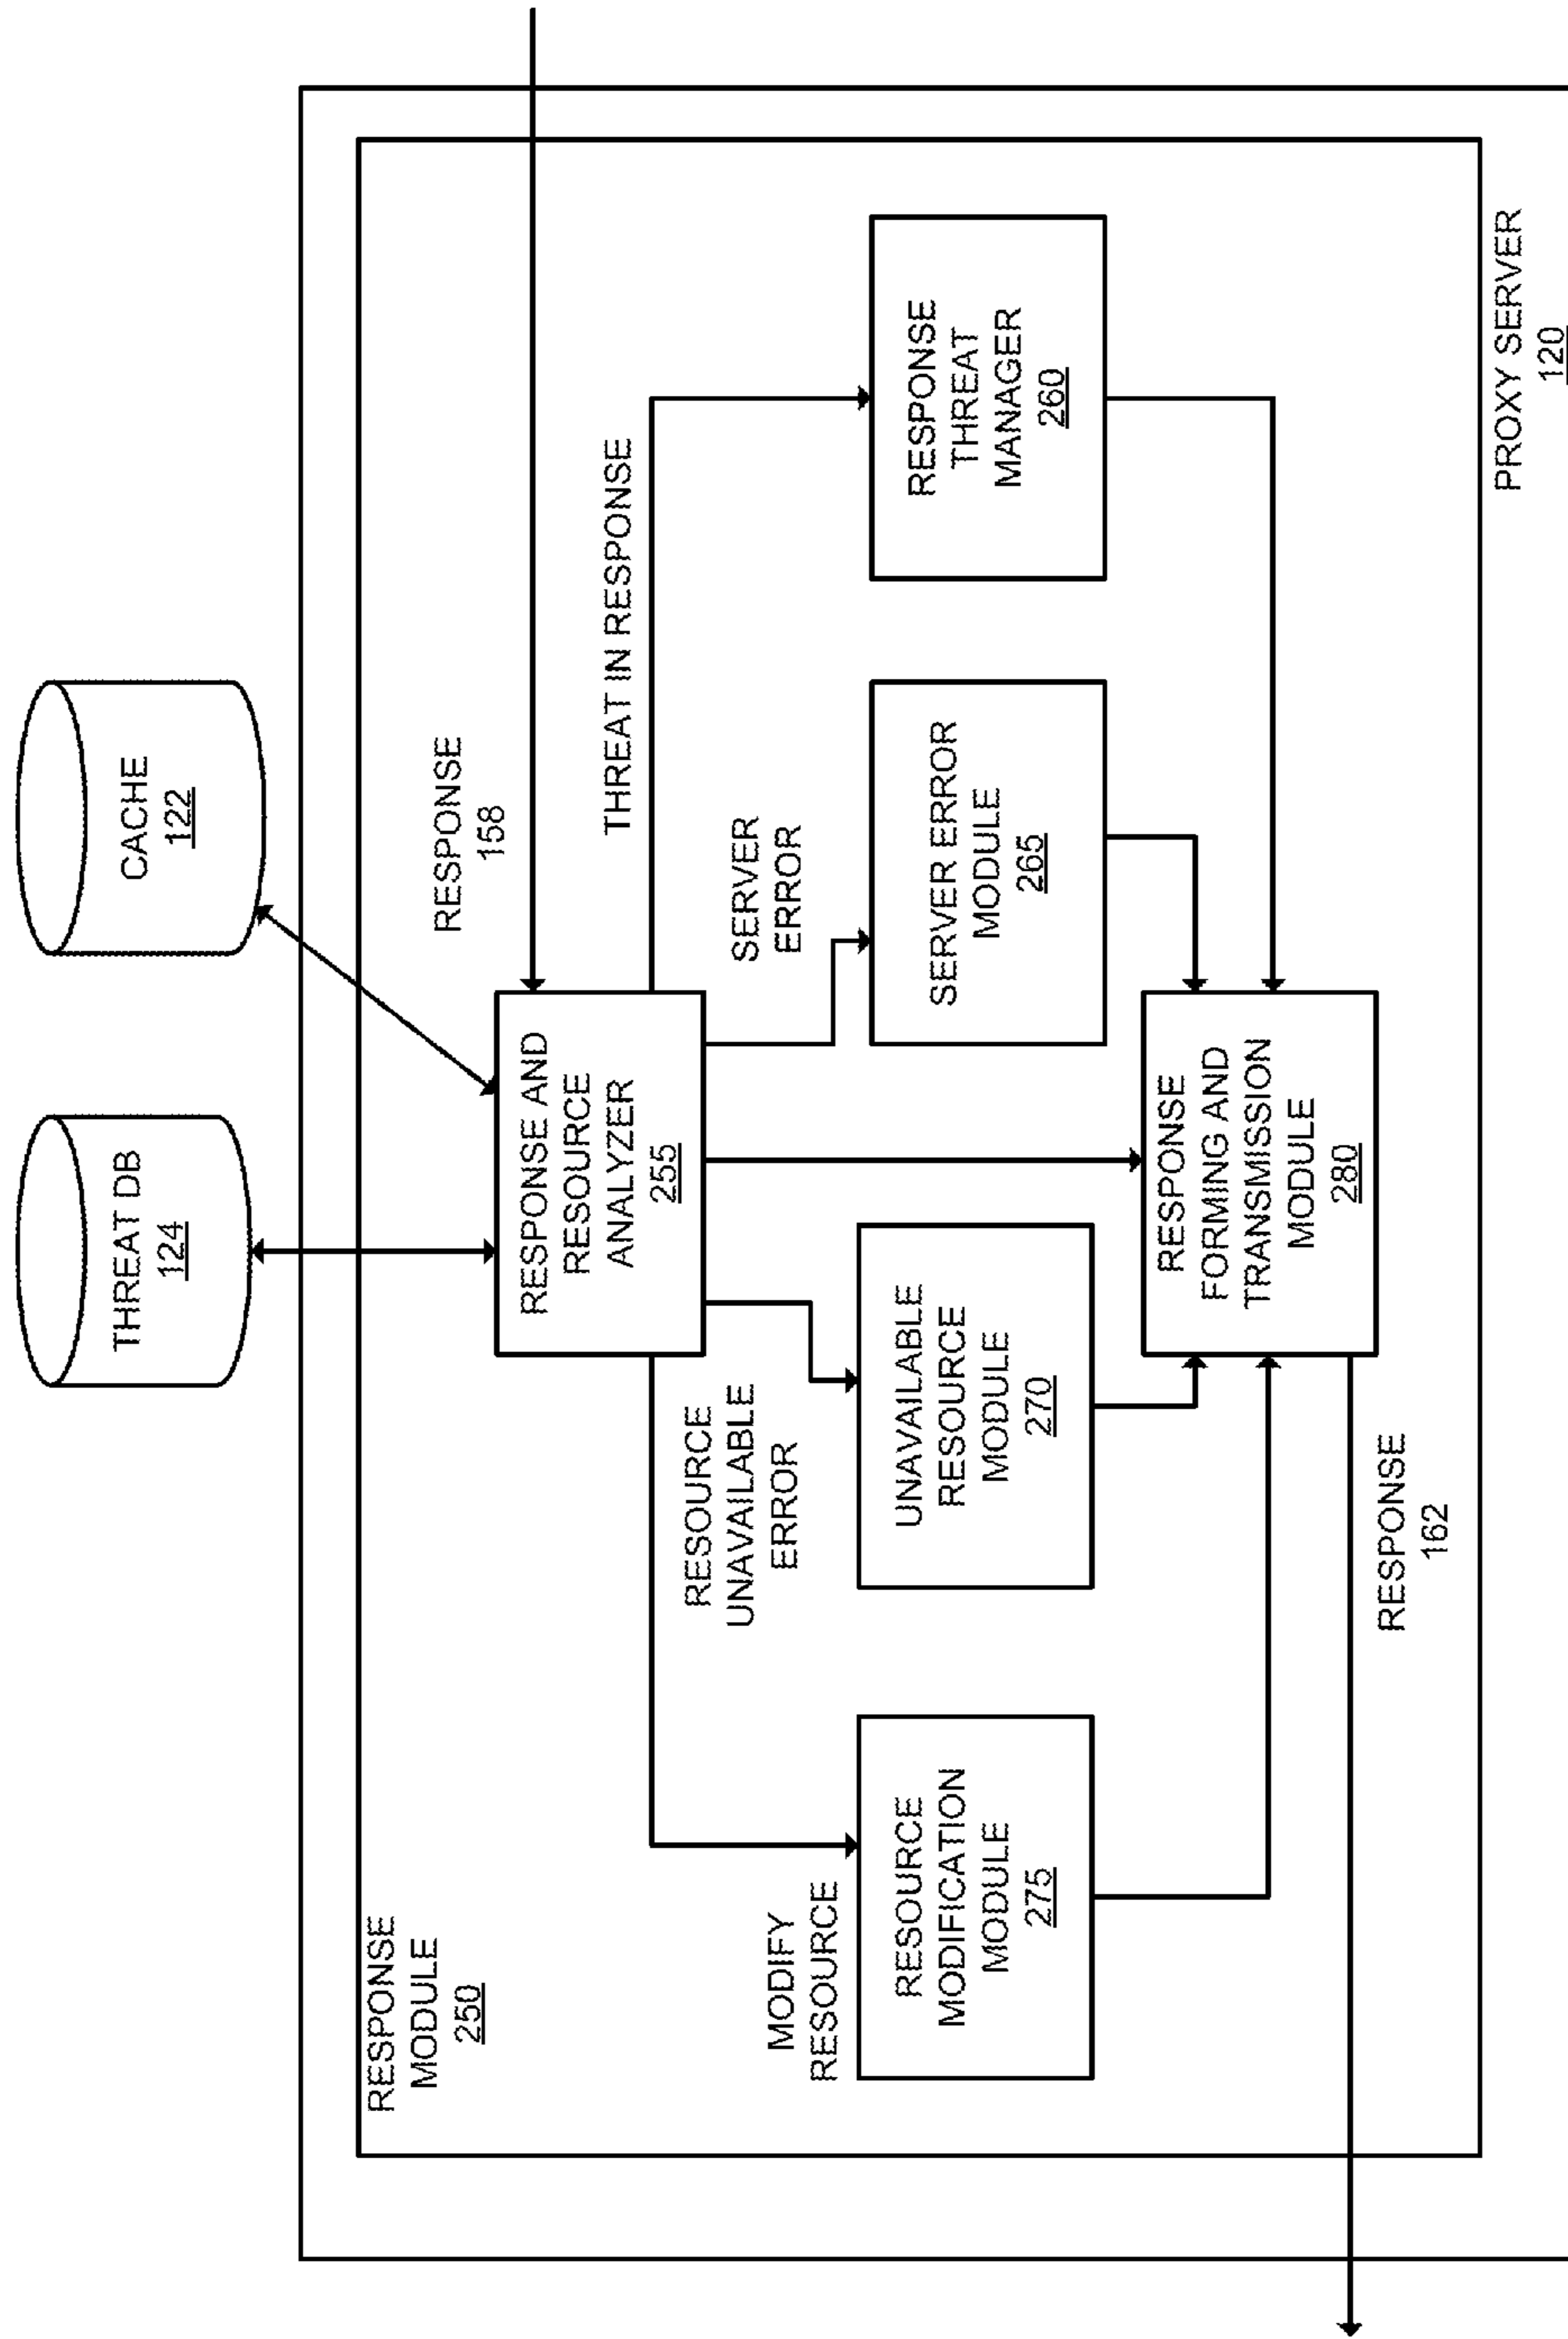 THREAT DB
124
CACHE
122
RESPONSE
MODULE
250
RESPONSE
158
RESPONSE AND
RESOURCE
ANALYZER
255
THREAT IN RESPONSE
RESOURCE
UNAVAILABLE
ERROR
SERVER
ERROR
MODIFY
RESOURCE
RESOURCE
MODIFICATION
MODULE
275
UNAVAILABLE
RESOURCE
MODULE
270
SERVER ERROR
MODULE
265
RESPONSE
THREAT
MANAGER
260
RESPONSE
FORMING AND
TRANSMISSION
MODULE
280
RESPONSE
162
PROXY SERVER
120